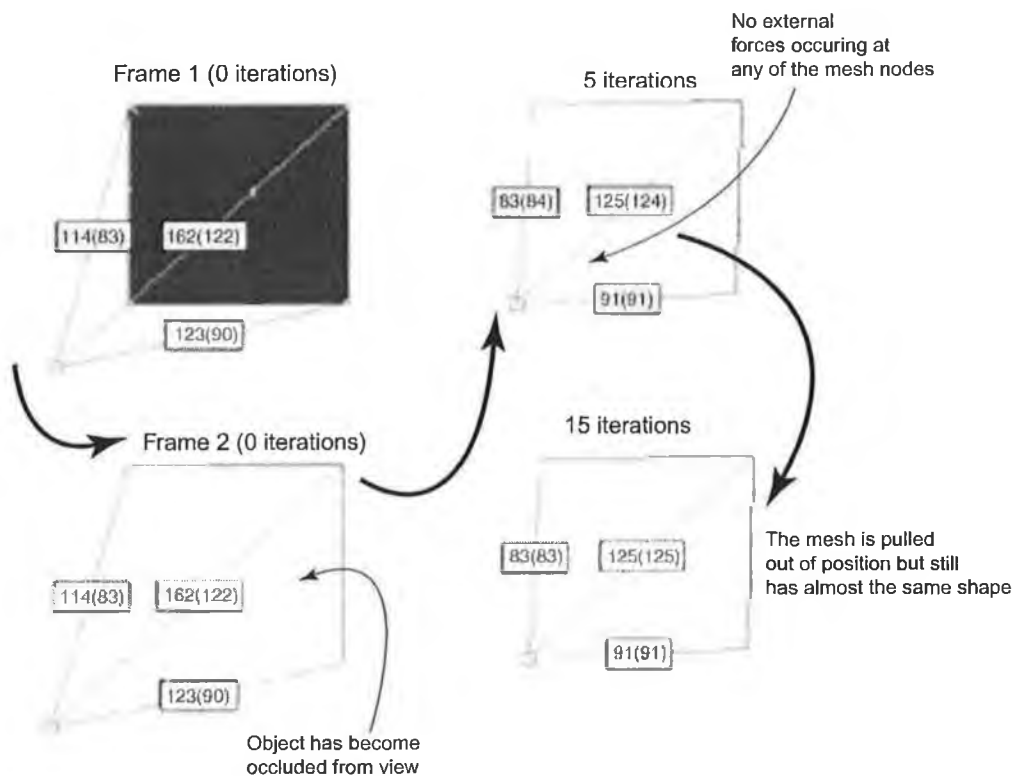 Frame 1 (0 iterations)
114(83)
162(122)
123(90)
No external
forces occuring at
any of the mesh nodes
5 iterations
83(84)
125(124)
91(91)
Frame 2 (0 iterations)
114(83)
162(122)
123(90)
Object has become
occluded from view
15 iterations
83(83)
125(125)
91(91)
The mesh is pulled
out of position but still
has almost the same shape